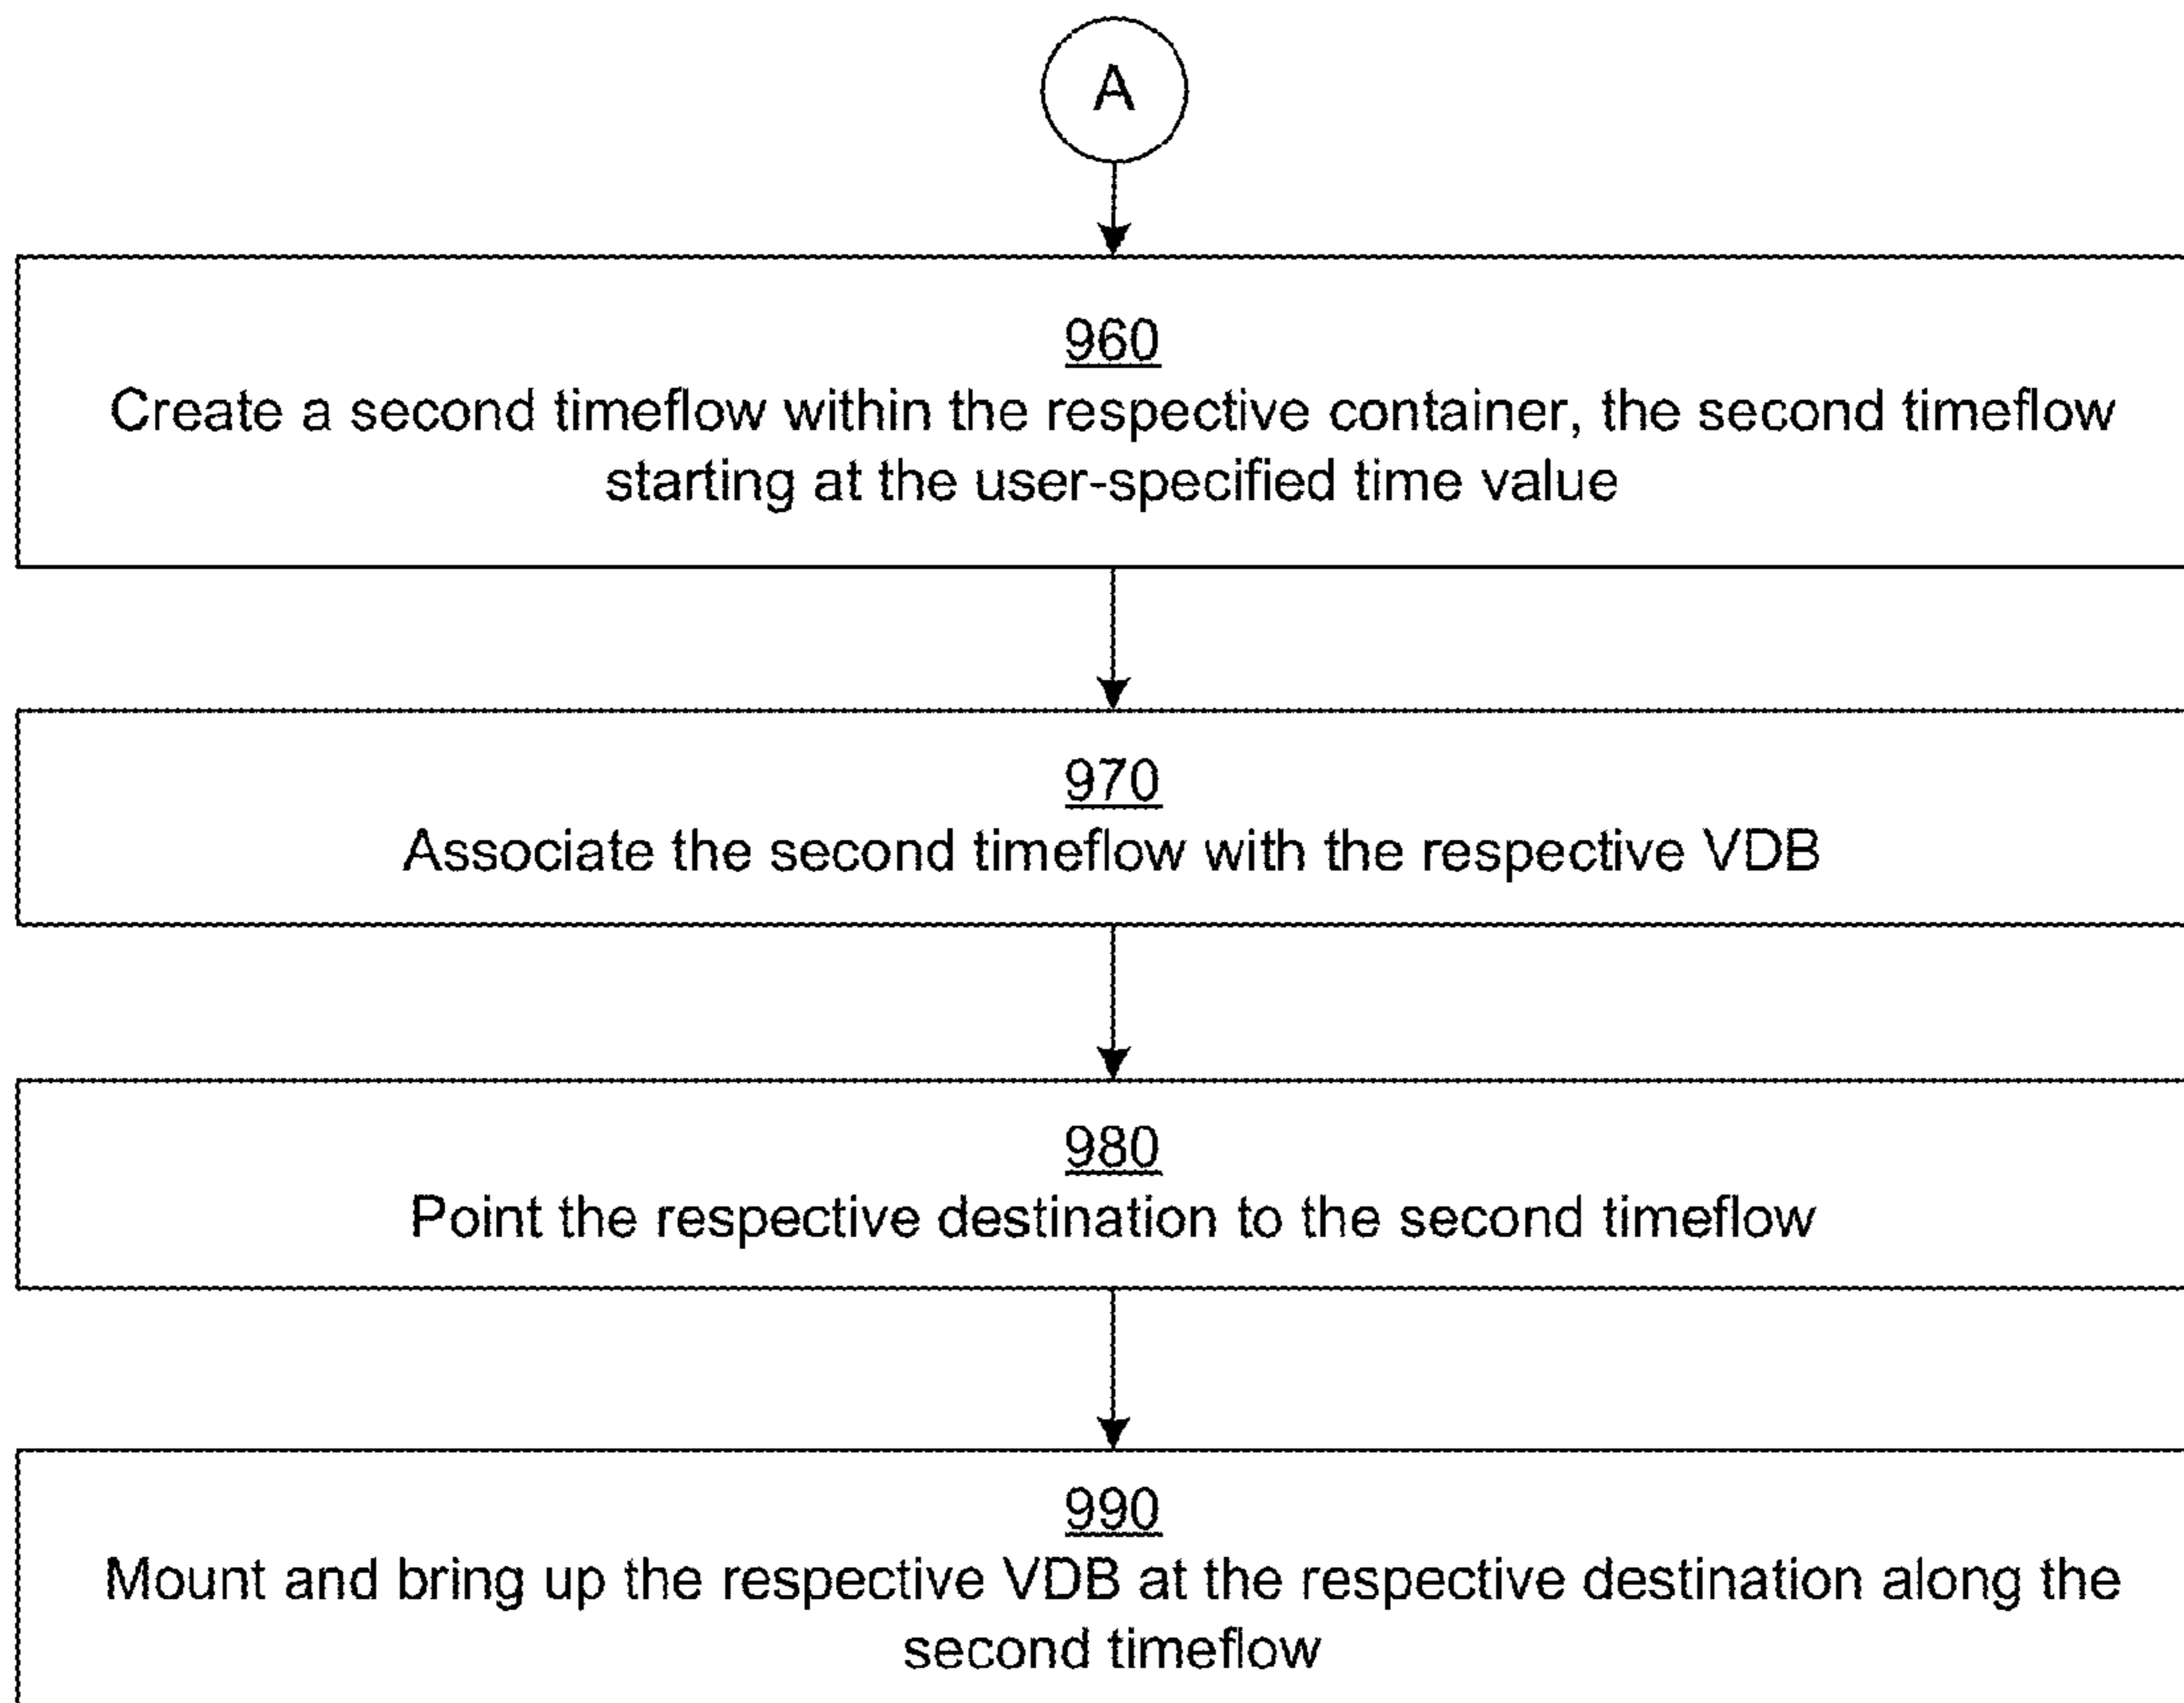 A
960
Create a second timeflow within the respective container, the second timeflow
starting at the user-specified time value
970
Associate the second timeflow with the respective VDB
980
Point the respective destination to the second timeflow
990
Mount and bring up the respective VDB at the respective destination along the
second timeflow